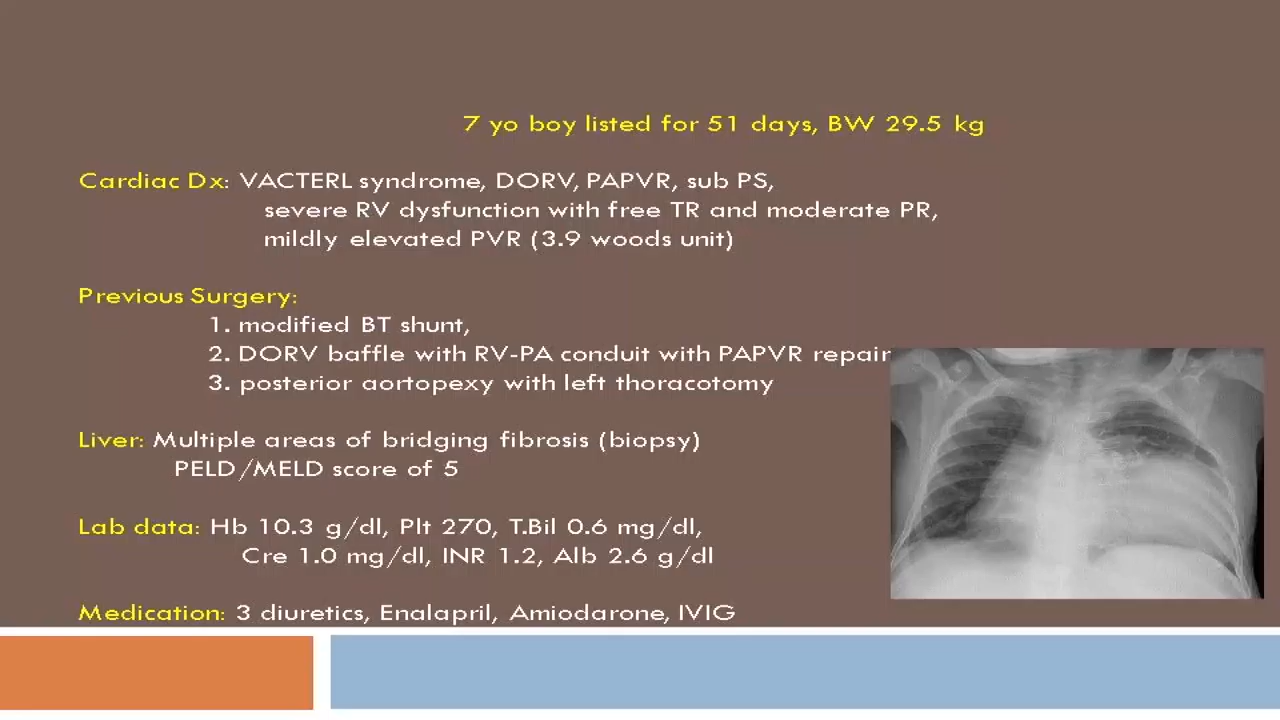 7 yo boy listed for 51 days, BW 29.5 kg
Cardiac Dx: VACTERL syndrome, DORV, PAPVR, sub PS,
severe RV dysfunction with free TR and moderate PR,
mildly elevated PVR (3.9 woods unit)
Previous Surgery:
1. modified BT shunt,
2. DORV baffle with RV-PA conduit with PAPVR repair
3. posterior aortopexy with left thoracotomy
Liver: Multiple areas of bridging fibrosis (biopsy)
PELD/MELD score of 5
Lab data: Hb 10.3 g/dl, Plt 270, T.Bil 0.6 mg/dl,
Cre 1.0 mg/dl, INR 1.2, Alb 2.6 g/dl
Medication: 3 diuretics, Enalapril, Amiodarone, IVIG